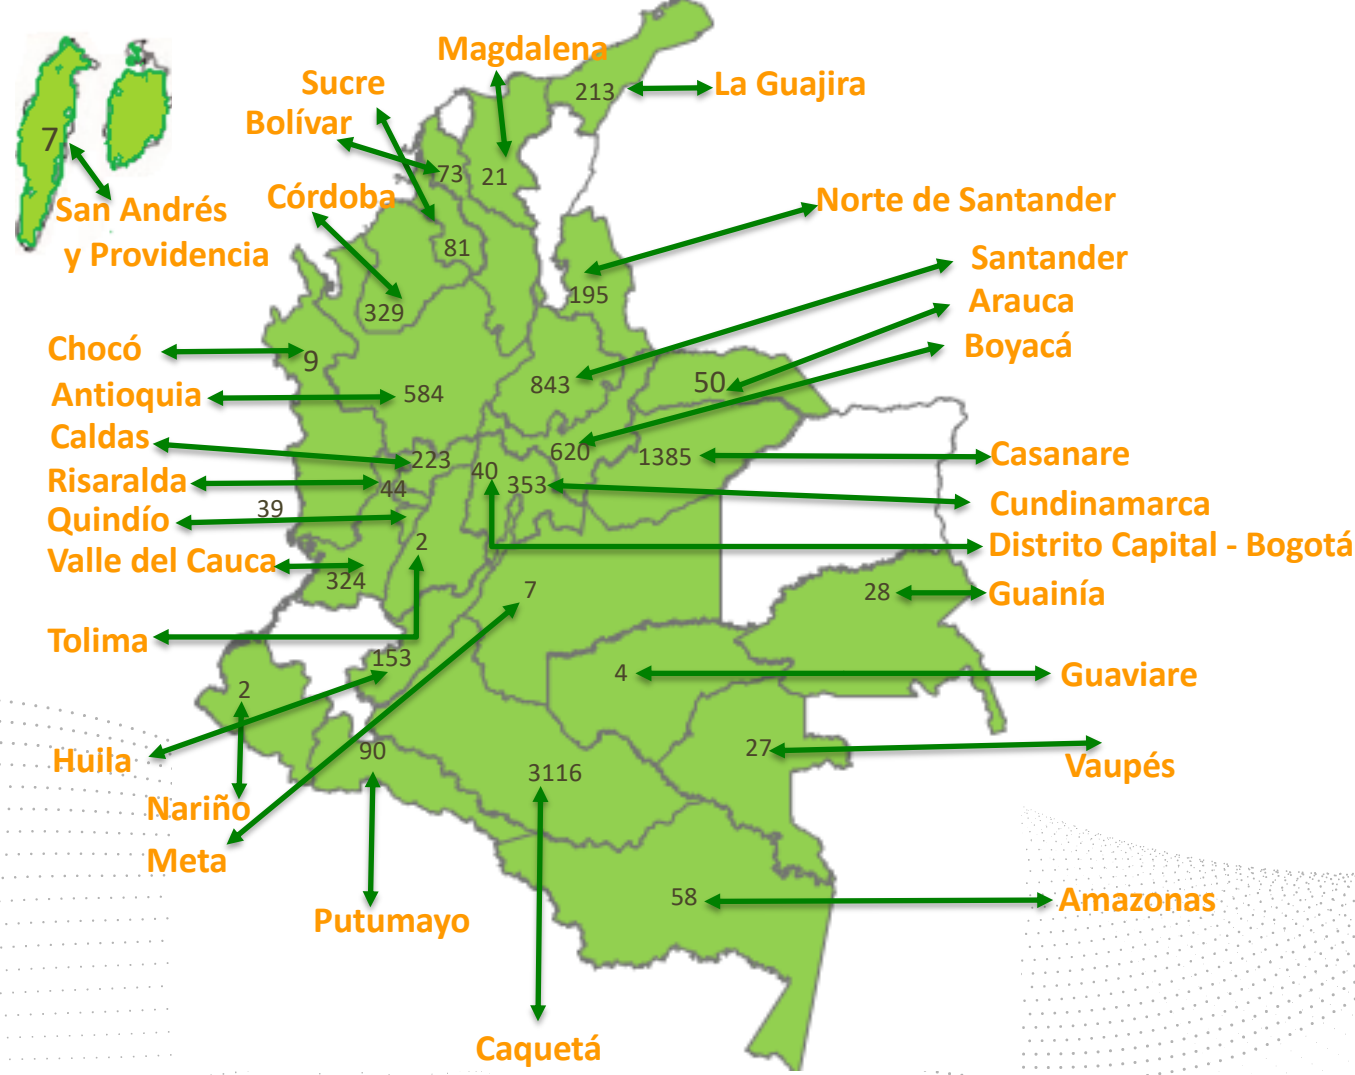 Magdalena
Sucre
La Guajira
213
Bolívar
7
73
21
Córdoba
Norte de Santander
San Andrés
y Providencia
81
Santander
195
Arauca
329
Chocó
9
Boyacá
Antioquia
584
843
50
Caldas
223
620
1385
Casanare
Risaralda
44
40
353
Cundinamarca
39
Quindío
2
Distrito Capital - Bogotá
Valle del Cauca
324
7
28
Guainía
Tolima
153
4
Guaviare
2
Huila
90
3116
27
Vaupés
Nariño
Meta
58
Amazonas
Putumayo
Caquetá